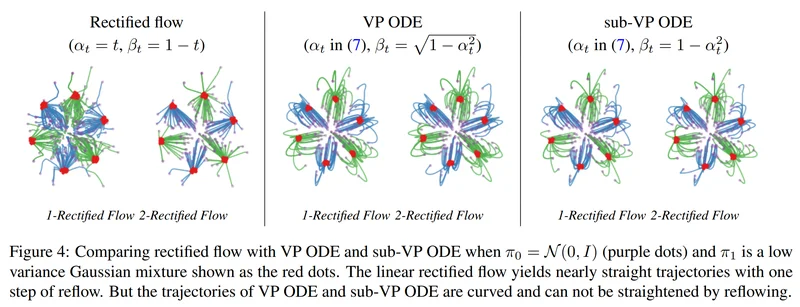 Rectified flow
(αt = t, βt = 1 − t)
VP ODE
(αt in (7), βt = √1 − αt²)
sub-VP ODE
(αt in (7), βt = 1 − αt²)
1-Rectified Flow 2-Rectified Flow
1-Rectified Flow 2-Rectified Flow
1-Rectified Flow 2-Rectified Flow
Figure 4: Comparing rectified flow with VP ODE and sub-VP ODE when π0 = N(0, I) (purple dots) and π1 is a low
variance Gaussian mixture shown as the red dots. The linear rectified flow yields nearly straight trajectories with one
step of reflow. But the trajectories of VP ODE and sub-VP ODE are curved and can not be straightened by reflowing.